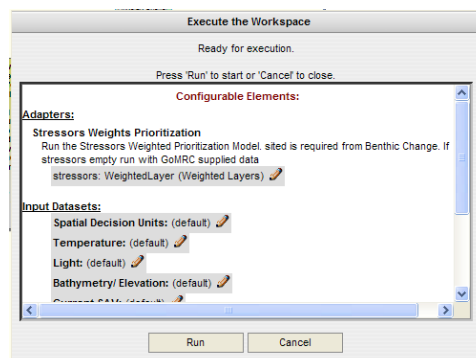 Execute the Workspace
Ready for execution.
Press 'Run' to start or 'Cancel' to close.
Configurable Elements:
Adapters:
Stressors Weights Prioritization
Run the Stressors Weighted Prioritization Model. sited is required from Benthic Change. If
stressors empty run with GoMRC supplied data
stressors: WeightedLayer (Weighted Layers)
Input Datasets:
Spatial Decision Units: (default)
Temperature: (default)
Light: (default)
Bathymetry/ Elevation: (default)
Current SAV: (default)
Run Cancel